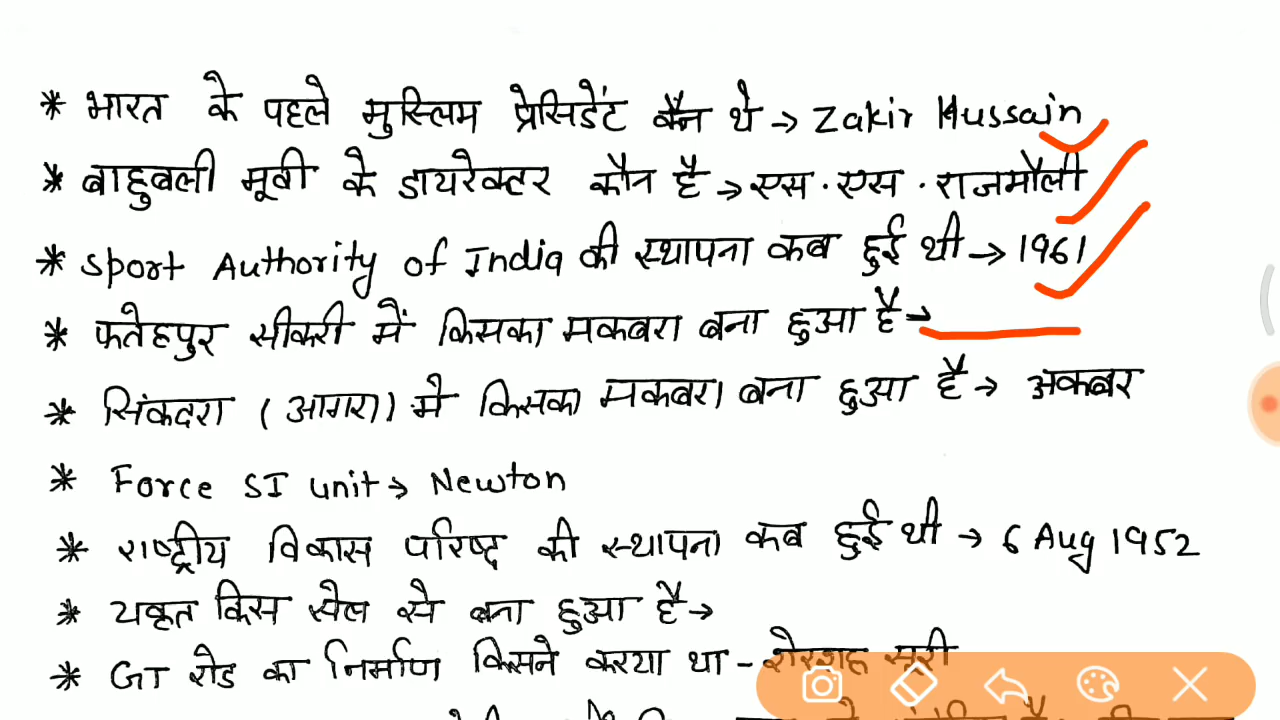 * भारत के पहले मुस्लिम प्रेसिडेंट कौन थे → Zakir Hussain
* बाहुबली मूवी के डायरेक्टर कौन है → एस. एस. राजमौली
* Sport Authority of India की स्थापना कब हुई थी → 1961
* फतेहपुर सीकरी में किसका मकबरा बना हुआ है →
* सिंकदरा (आगरा) में किसका मकबरा बना हुआ है → अकबर
* Force SI unit → Newton
* राष्ट्रीय विकास परिषद की स्थापना कब हुई थी → 6 Aug 1952
* यकृत किस सेल से बना हुआ है →
* GT रोड का निर्माण किसने करया था - शेरशाह सूरी